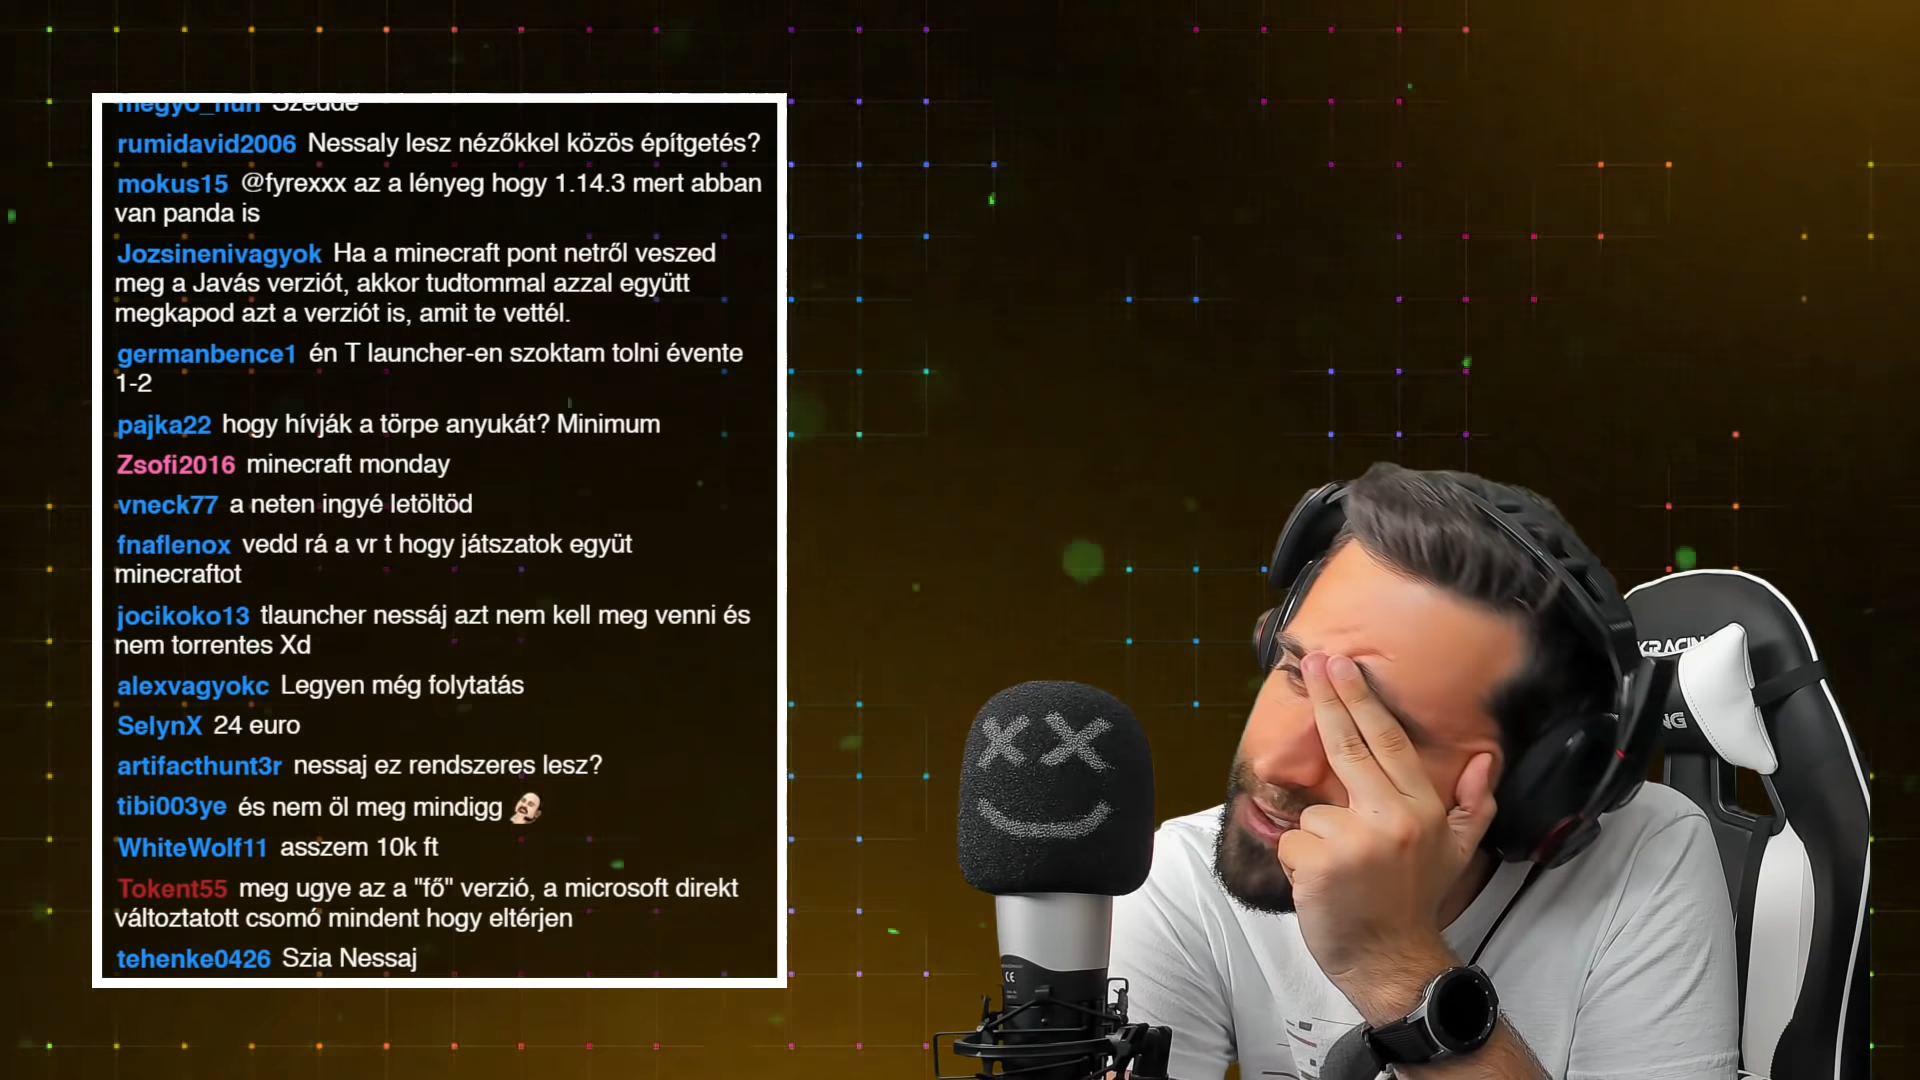 megyo_hun Szedde
rumidavid2006 Nessaly lesz nézőkkel közös építgetés?
mokus15 @fyrexxx az a lényeg hogy 1.14.3 mert abban
van panda is
Jozsinenivagyok Ha a minecraft pont netről veszed
meg a Javás verziót, akkor tudtommal azzal együtt
megkapod azt a verziót is, amit te vettél.
germanbence1 én T launcher-en szoktam tolni évente
1-2
pajka22 hogy hívják a törpe anyukát? Minimum
Zsofi2016 minecraft monday
vneck77 a neten ingyé letöltöd
fnaflenox vedd rá a vr t hogy játszatok együt
minecraftot
jocikoko13 tlauncher nessáj azt nem kell meg venni és
nem torrentes Xd
alexvagyokc Legyen még folytatás
SelynX 24 euro
artifacthunt3r nessaj ez rendszeres lesz?
tibi003ye és nem öl meg mindigg
WhiteWolf11 asszem 10k ft
Tokent55 meg ugye az a "fő" verzió, a microsoft direkt
változtatott csomó mindent hogy eltérjen
tehenke0426 Szia Nessaj
KRACING
NG
CE